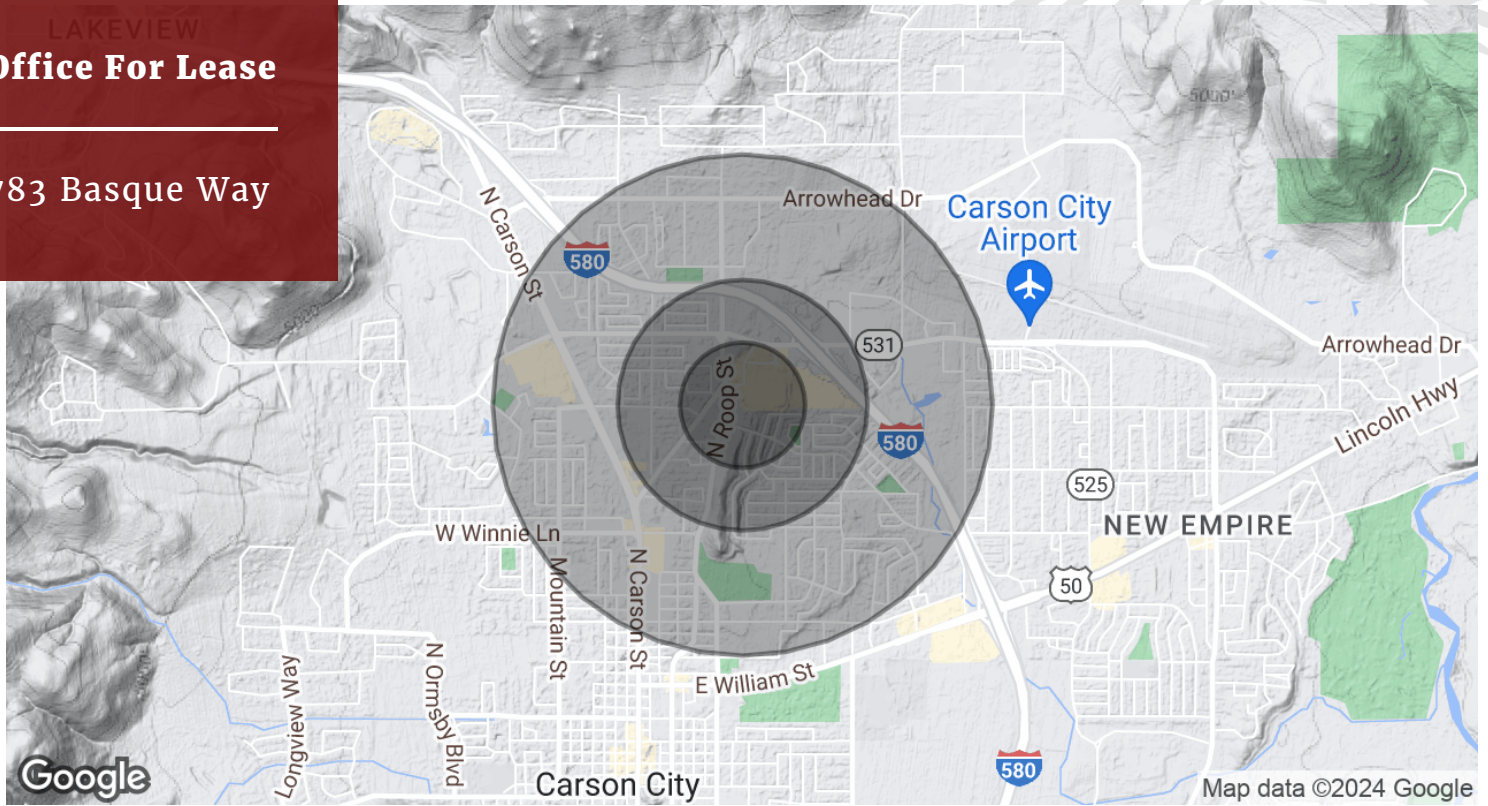 LAKEVIEW
Office For Lease
783 Basque Way
5000'
Arrowhead Dr
Carson City
Airport
N Carson St
580
5000
531
Arrowhead Dr
N Roop St
Lincoln Hwy
580
525
NEW EMPIRE
W Winnie Ln
50
Mountain St
N Carson St
E William St
N Ormsby Blvd
Longview Way
580
Google
Carson City
Map data ©2024 Google